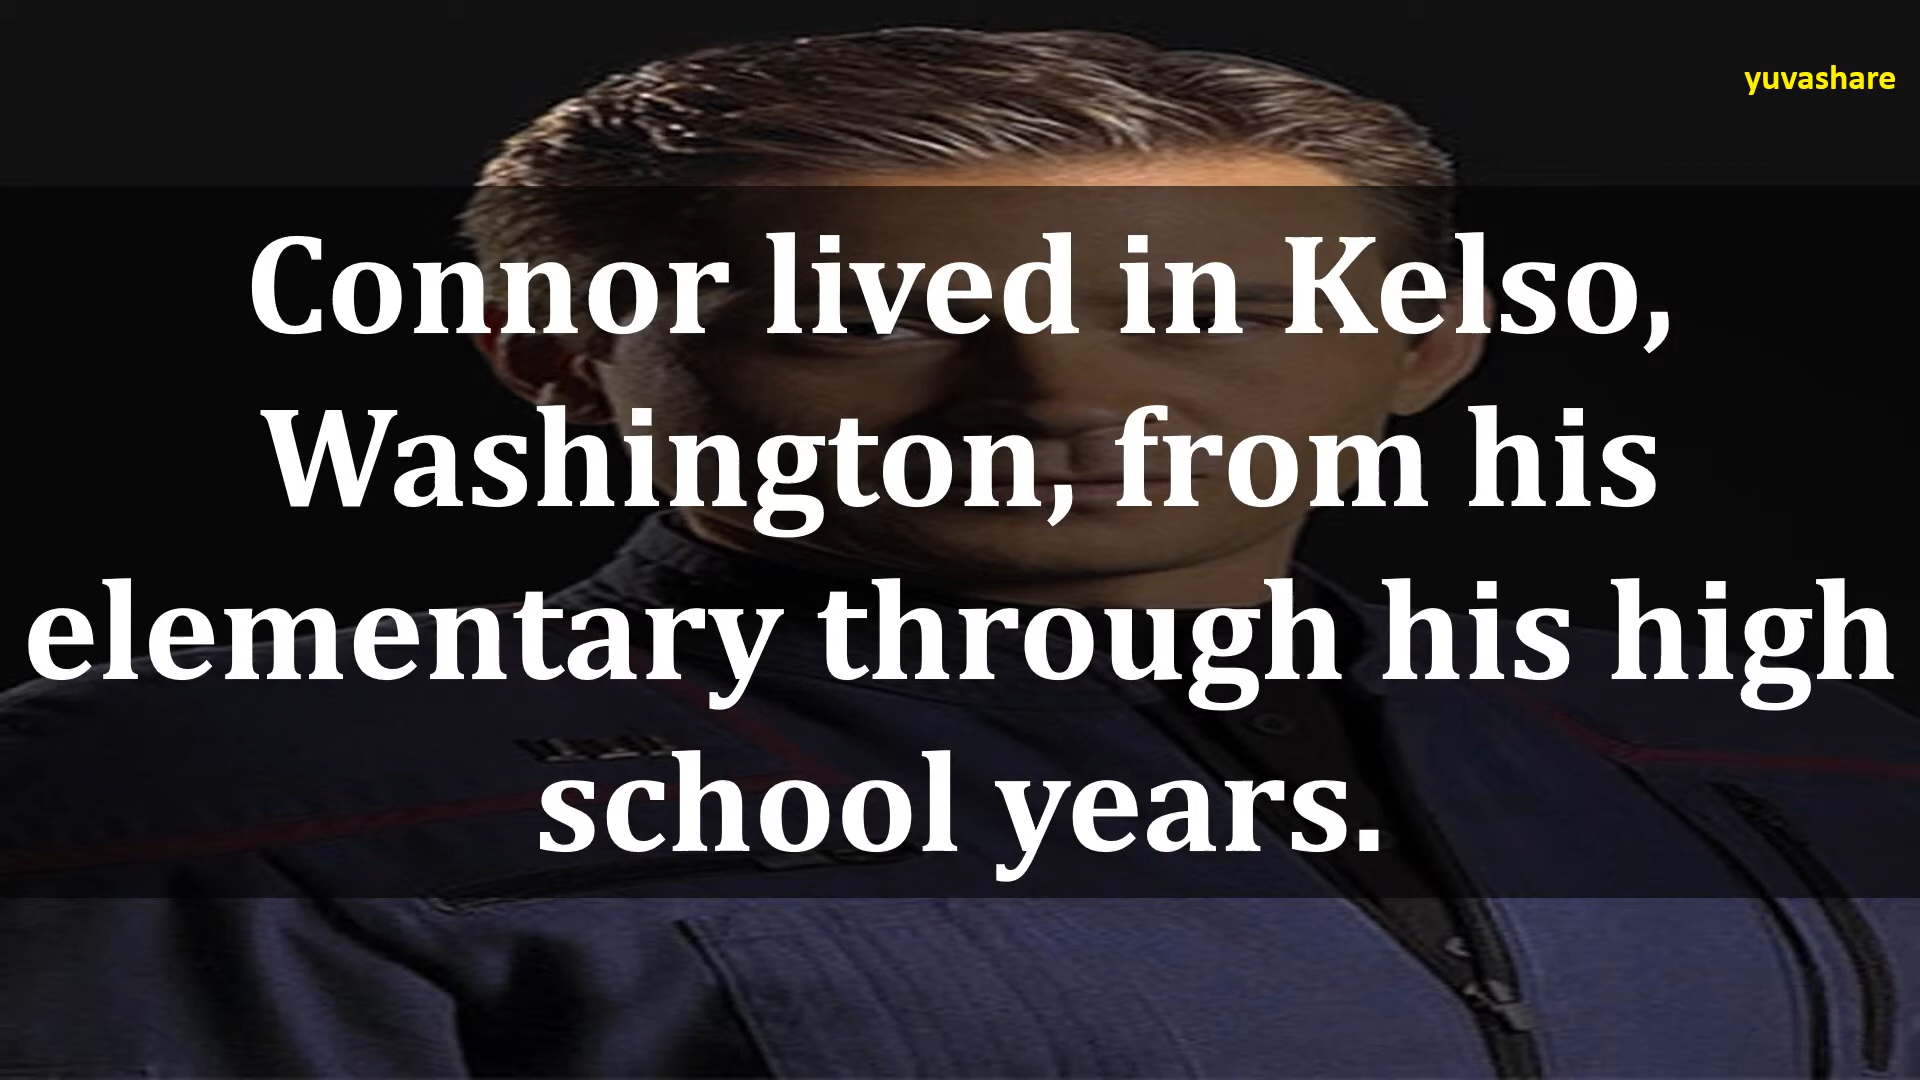 yuvashare
Connor lived in Kelso,
Washington, from his
elementary through his high
school years.